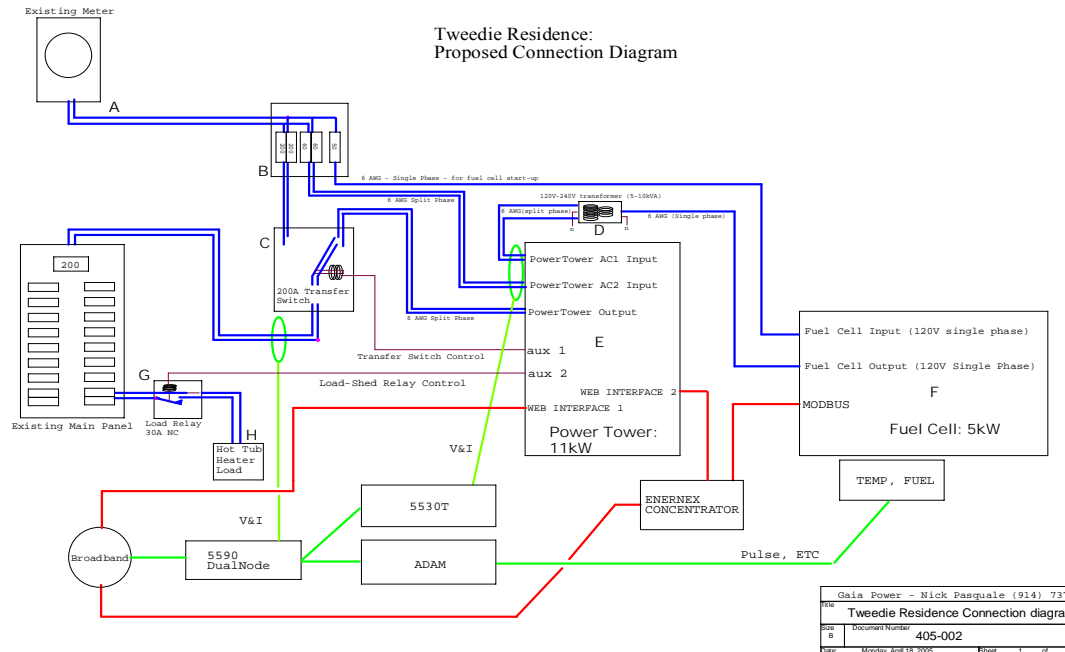 Existing Meter
Tweedie Residence:
Proposed Connection Diagram
A
B
200
200
60
60
50
6 AWG - Single Phase - for fuel cell start-up
6 AWG Split Phase
120V-240V transformer (5-10kVA)
6 AWG(split phase)
6 AWG (Single phase)
n
n
D
C
200A Transfer
Switch
200
PowerTower AC1 Input
PowerTower AC2 Input
PowerTower Output
6 AWG Split Phase
E
aux 1
Transfer Switch Control
aux 2
Load-Shed Relay Control
WEB INTERFACE 2
WEB INTERFACE 1
Power Tower:
11kW
Fuel Cell Input (120V single phase)
Fuel Cell Output (120V Single Phase)
F
MODBUS
Fuel Cell: 5kW
G
Existing Main Panel
Load Relay
30A NC
H
Hot Tub
Heater
Load
V&I
V&I
TEMP, FUEL
5530T
ENERNEX
CONCENTRATOR
Broadband
5590
DualNode
ADAM
Pulse, ETC
Gaia Power - Nick Pasquale (914) 737
Title
Tweedie Residence Connection diagra
Size
B
Document Number
405-002
Date:
Monday, April 18, 2005
Sheet
1
of